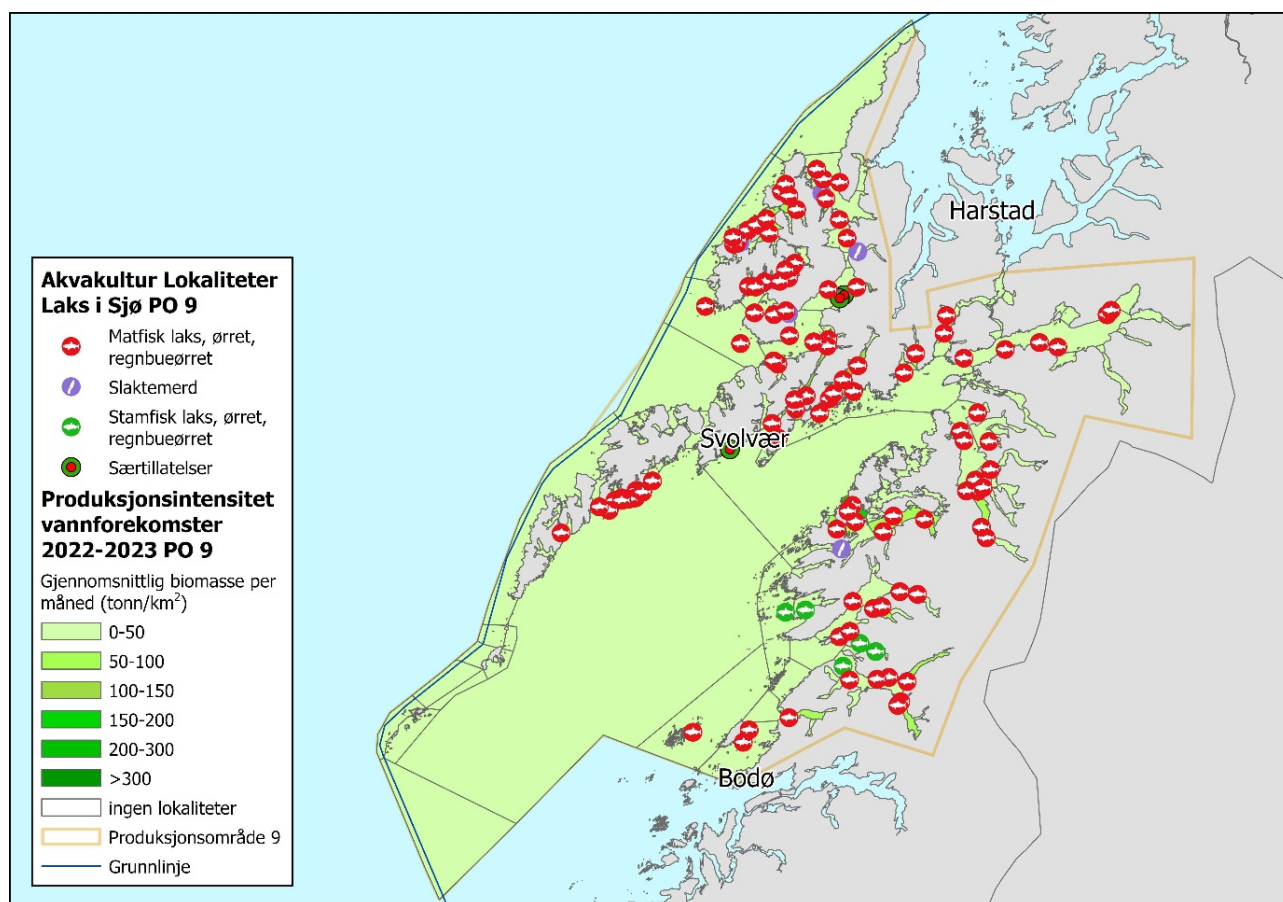 Akvakultur Lokaliteter
Laks i Sjø PO 9
Matfisk laks, ørret,
regnbueørret
Slaktemerd
Stamfisk laks, ørret,
regnbueørret
Særtillatelser
Produksjonsintensitet
vannforekomster
2022-2023 PO 9
Gjennomsnittlig biomasse per
måned (tonn/km²)
0-50
50-100
100-150
150-200
200-300
>300
ingen lokaliteter
Produksjonsområde 9
Grunnlinje
Harstad
Svolvær
Bodø